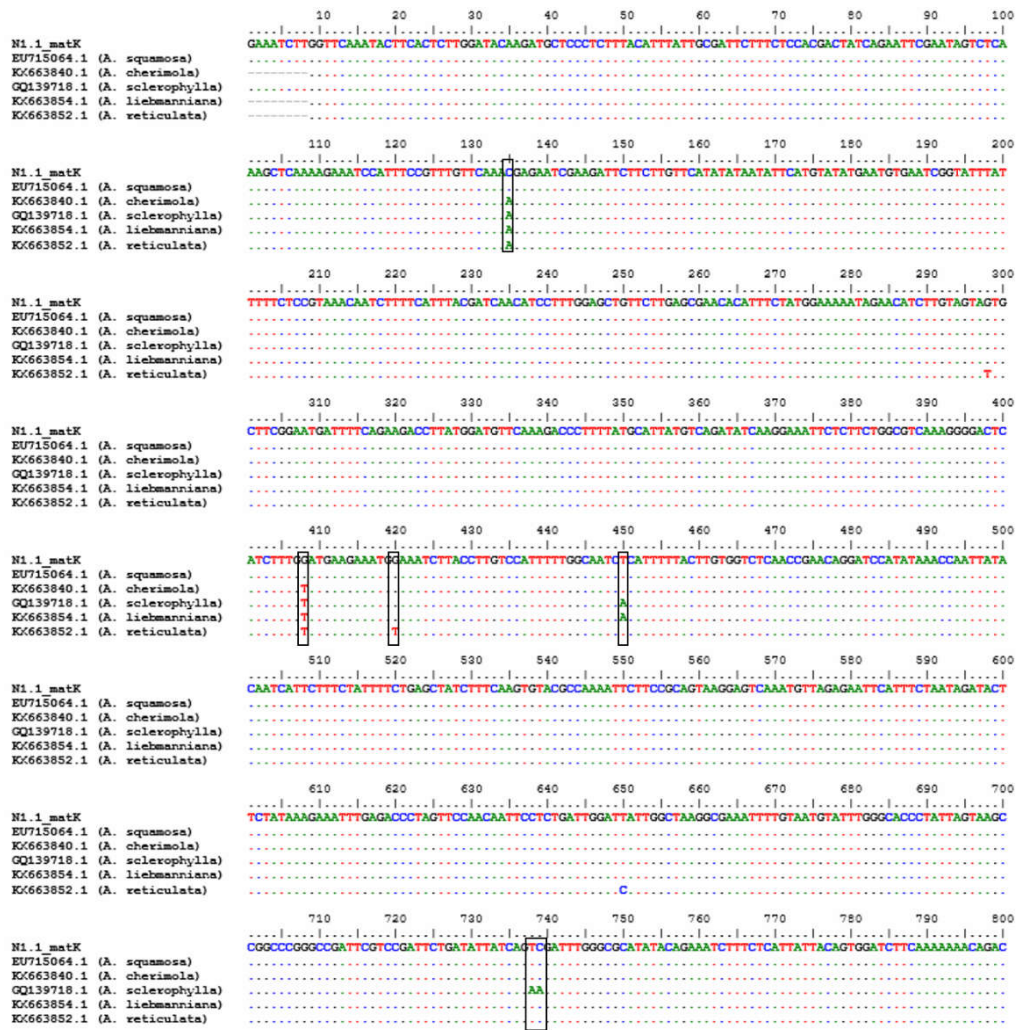 10 20 30 40 50 60 70 80 90 100
N1.1_matK GAAATCTTGGTTCAAATACTTCACTCTTGGATACAAGATGCTCCCTCTTTACATTTATTGCGATTCTTTCTCCACGACTATCAGAATTCGAATAGTCTCA
EU715064.1 (A. squamosa)
KX663840.1 (A. cherimola) --------
GQ139718.1 (A. sclerophylla)
KX663854.1 (A. liebmanniana) --------
KX663852.1 (A. reticulata) --------
110 120 130 140 150 160 170 180 190 200
N1.1_matK AAGCTCAAAAGAAATCCATTTCCGTTTGTTCAAACGAGAATCGAAGATTCTTCTTGTTCATATATAATATTCATGTATATGAATGTGAATCGGTATTTAT
EU715064.1 (A. squamosa)
KX663840.1 (A. cherimola) A
GQ139718.1 (A. sclerophylla) A
KX663854.1 (A. liebmanniana) A
KX663852.1 (A. reticulata) A
210 220 230 240 250 260 270 280 290 300
N1.1_matK TTTTCTCCGTAAACAATCTTTTCATTTACGATCAACATCCTTTGGAGCTGTTCTTGAGCGAACACATTTCTATGGAAAAATAGAACATCTTGTAGTAGTG
EU715064.1 (A. squamosa)
KX663840.1 (A. cherimola)
GQ139718.1 (A. sclerophylla)
KX663854.1 (A. liebmanniana)
KX663852.1 (A. reticulata) T
310 320 330 340 350 360 370 380 390 400
N1.1_matK CTTCGGAATGATTTTCAGAAGACCTTATGGATGTTCAAAGACCCTTTTATGCATTATGTCAGATATCAAGGAAATTCTCTTCTGGCGTCAAAGGGGACTC
EU715064.1 (A. squamosa)
KX663840.1 (A. cherimola)
GQ139718.1 (A. sclerophylla)
KX663854.1 (A. liebmanniana)
KX663852.1 (A. reticulata)
410 420 430 440 450 460 470 480 490 500
N1.1_matK ATCTTTGGATGAAGAAATGGAAATCTTACCTTGTCCATTTTTGGCAATCTCATTTTTACTTGTGGTCTCAACCGAACAGGATCCATATAAACCAATTATA
EU715064.1 (A. squamosa)
KX663840.1 (A. cherimola) T
GQ139718.1 (A. sclerophylla) T A
KX663854.1 (A. liebmanniana) T A
KX663852.1 (A. reticulata) T T
510 520 530 540 550 560 570 580 590 600
N1.1_matK CAATCATTCTTTCTATTTTCTGAGCTATCTTTCAAGTGTACGCCAAAATTCTTCCGCAGTAAGGAGTCAAATGTTAGAGAATTCATTTCTAATAGATACT
EU715064.1 (A. squamosa)
KX663840.1 (A. cherimola)
GQ139718.1 (A. sclerophylla)
KX663854.1 (A. liebmanniana)
KX663852.1 (A. reticulata)
610 620 630 640 650 660 670 680 690 700
N1.1_matK TCTATAAAGAAATTTGAGACCCTAGTTCCAACAATTCCTCTGATTGGATTATTGGCTAAGGCGAAATTTTGTAATGTATTTGGGCACCCTATTAGTAAGC
EU715064.1 (A. squamosa)
KX663840.1 (A. cherimola)
GQ139718.1 (A. sclerophylla)
KX663854.1 (A. liebmanniana)
KX663852.1 (A. reticulata) C
710 720 730 740 750 760 770 780 790 800
N1.1_matK CGGCCCGGGCCGATTCGTCCGATTCTGATATTATCAGTCGATTTGGGCGCATATACAGAAATCTTTCTCATTATTACAGTGGATCTTCAAAAAAACAGAC
EU715064.1 (A. squamosa)
KX663840.1 (A. cherimola)
GQ139718.1 (A. sclerophylla) AA
KX663854.1 (A. liebmanniana)
KX663852.1 (A. reticulata)